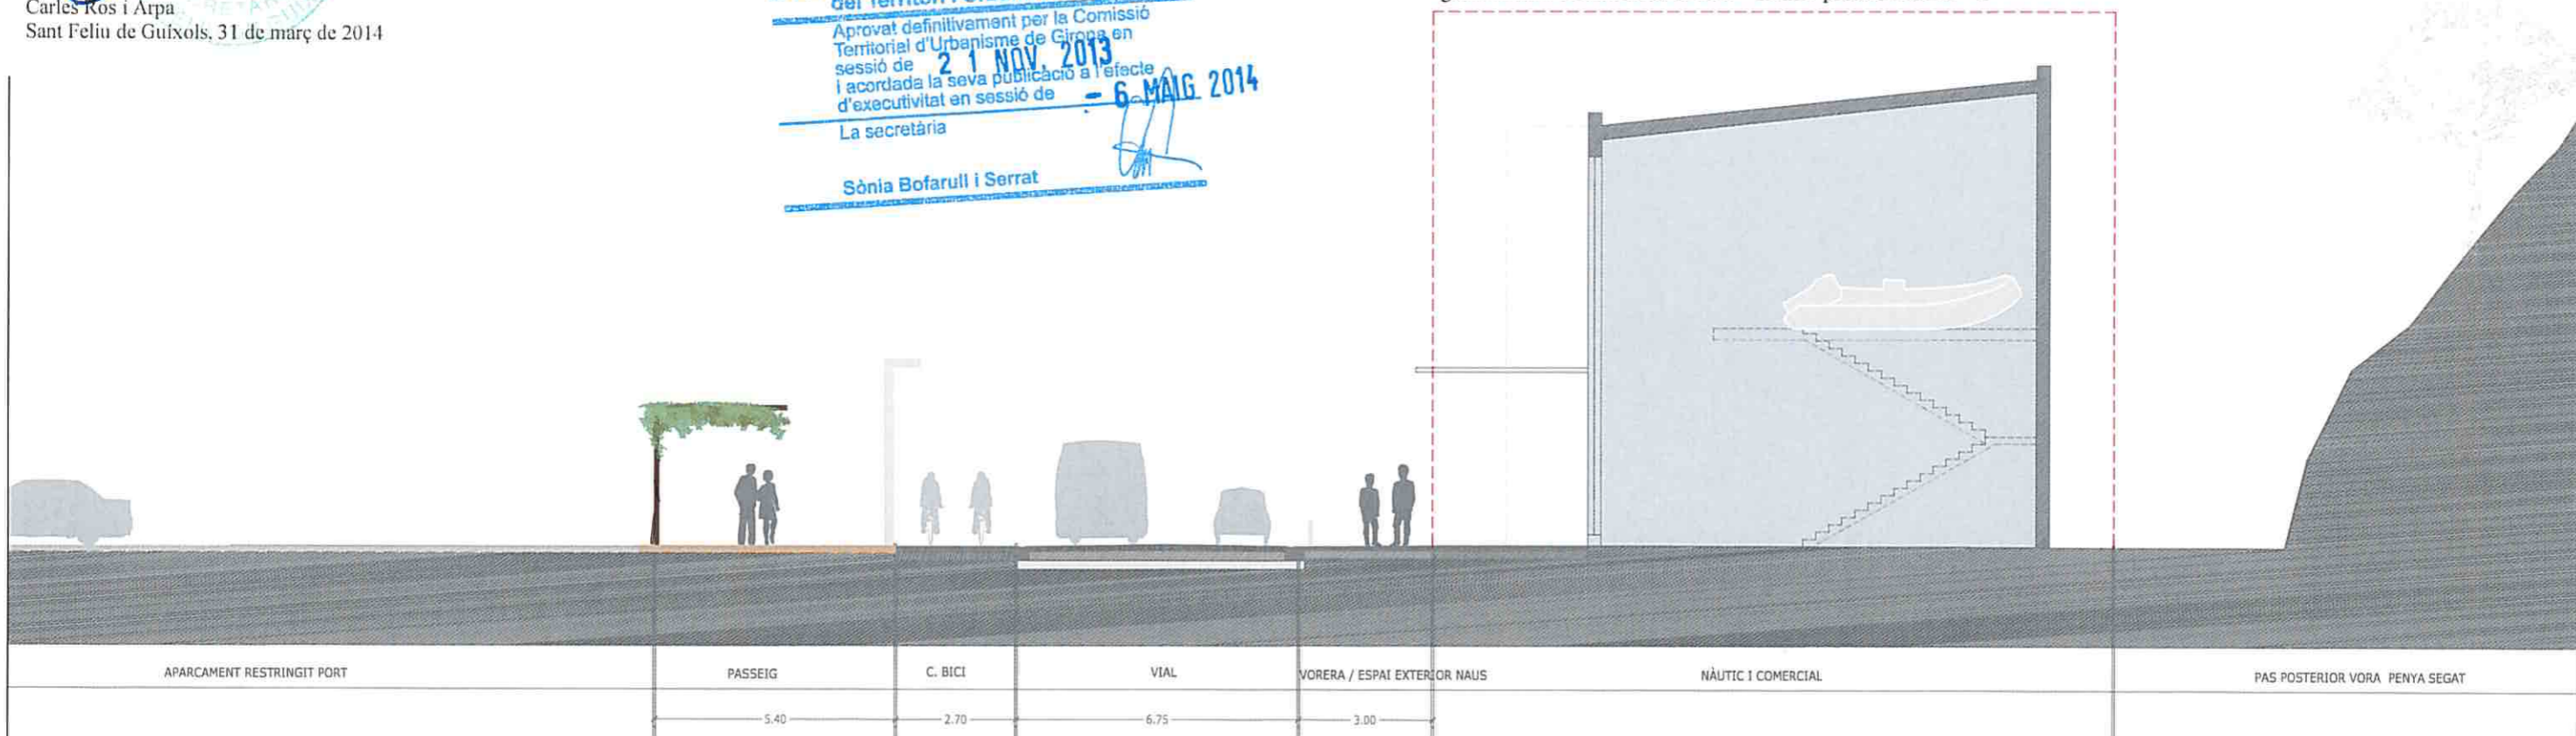 Carles Ros i Arpa
Sant Feliu de Guíxols, 31 de març de 2014
del Territori i
Aprovat definitivament per la Comissió
Territorial d'Urbanisme de Girona en
sessió de 21 NOV. 2013
i acordada la seva publicació a l'efecte
d'executivitat en sessió de - 6 MAIG 2014
La secretària
Sònia Bofarull i Serrat
APARCAMENT RESTRINGIT PORT
PASSEIG
C. BICI
VIAL
VORERA / ESPAI EXTERIOR NAUS
NÀUTIC I COMERCIAL
PAS POSTERIOR VORA PENYA SEGAT
5.40
2.70
6.75
3.00